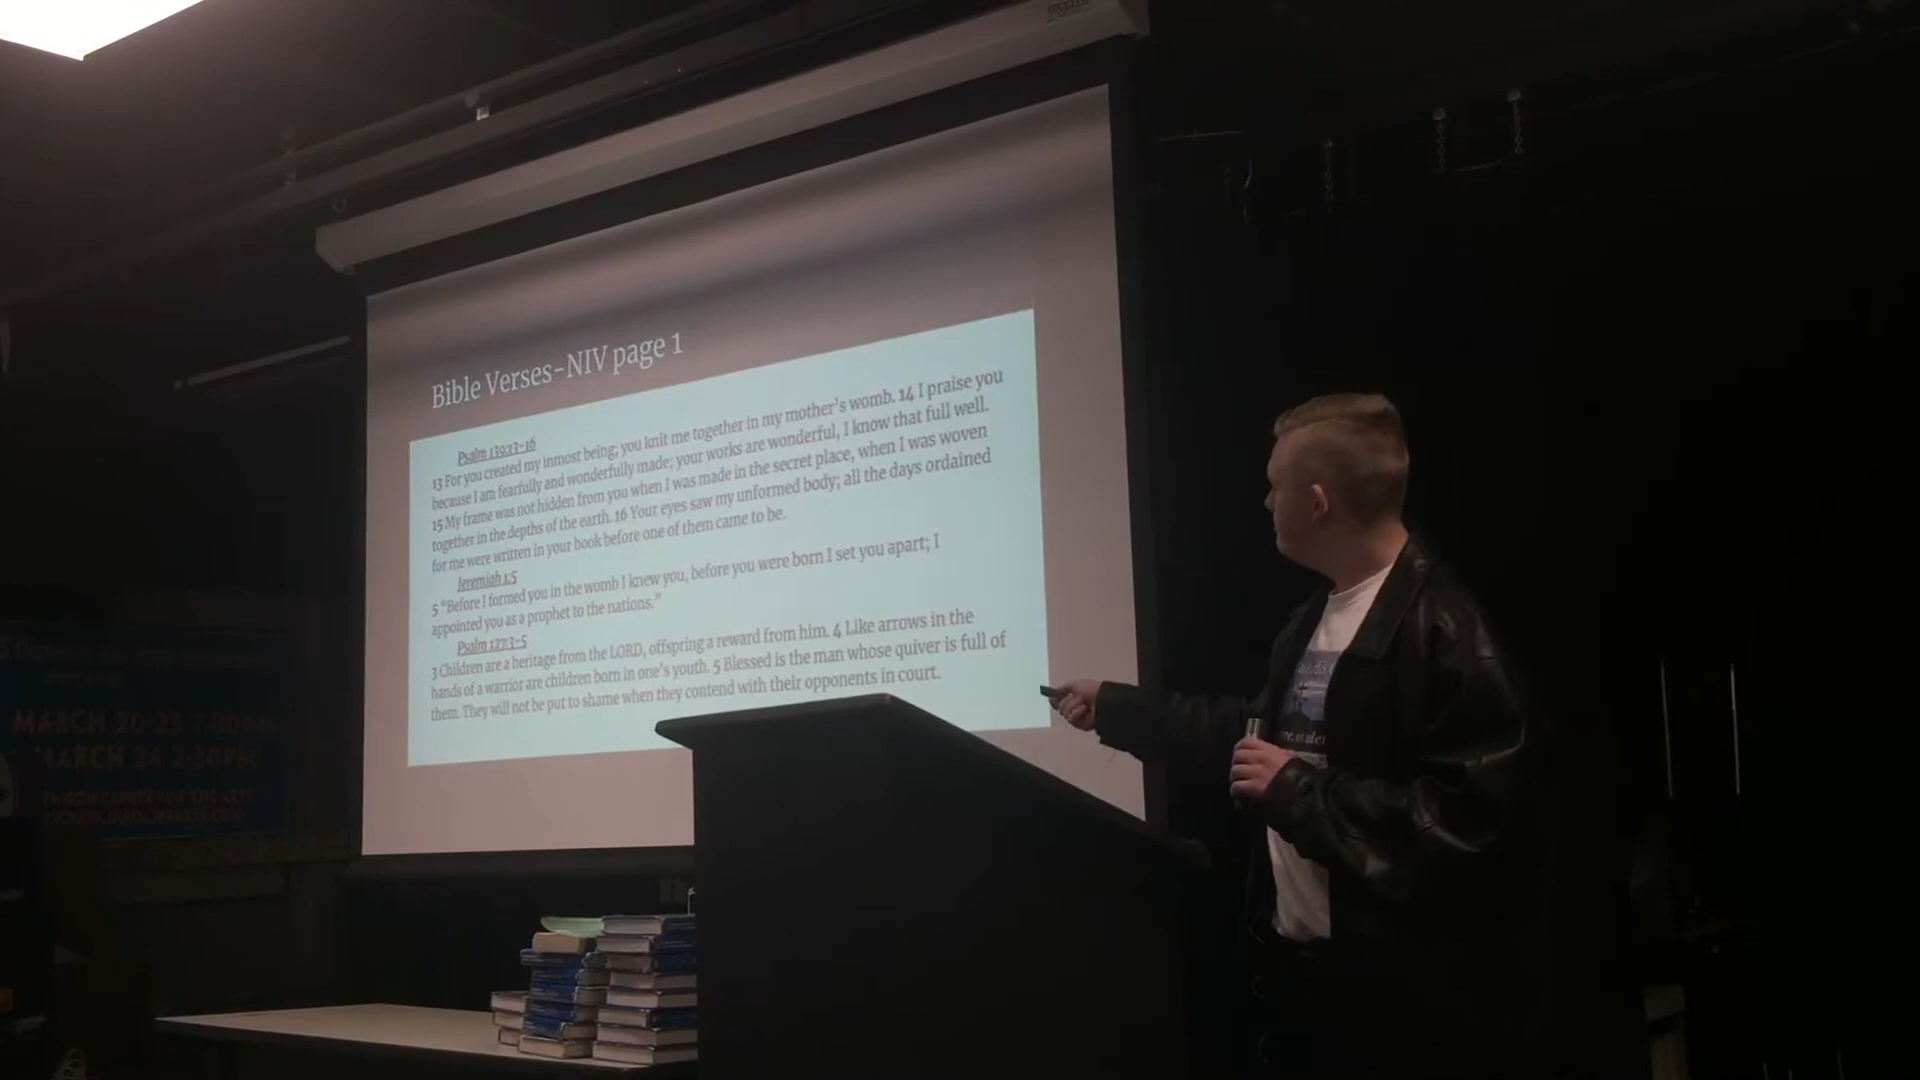 Bible Verses-NIV page 1
Psalm 139:13-16
13 For you created my inmost being; you knit me together in my mother's womb. 14 I praise you
because I am fearfully and wonderfully made; your works are wonderful, I know that full well.
15 My frame was not hidden from you when I was made in the secret place, when I was woven
together in the depths of the earth. 16 Your eyes saw my unformed body; all the days ordained
for me were written in your book before one of them came to be.
Jeremiah 1:5
5 "Before I formed you in the womb I knew you, before you were born I set you apart; I
appointed you as a prophet to the nations."
Psalm 127:3-5
3 Children are a heritage from the LORD, offspring a reward from him. 4 Like arrows in the
hands of a warrior are children born in one's youth. 5 Blessed is the man whose quiver is full of
them. They will not be put to shame when they contend with their opponents in court.
MARCH
MARCH 2:30PM
CENTER FOR THE ARTS